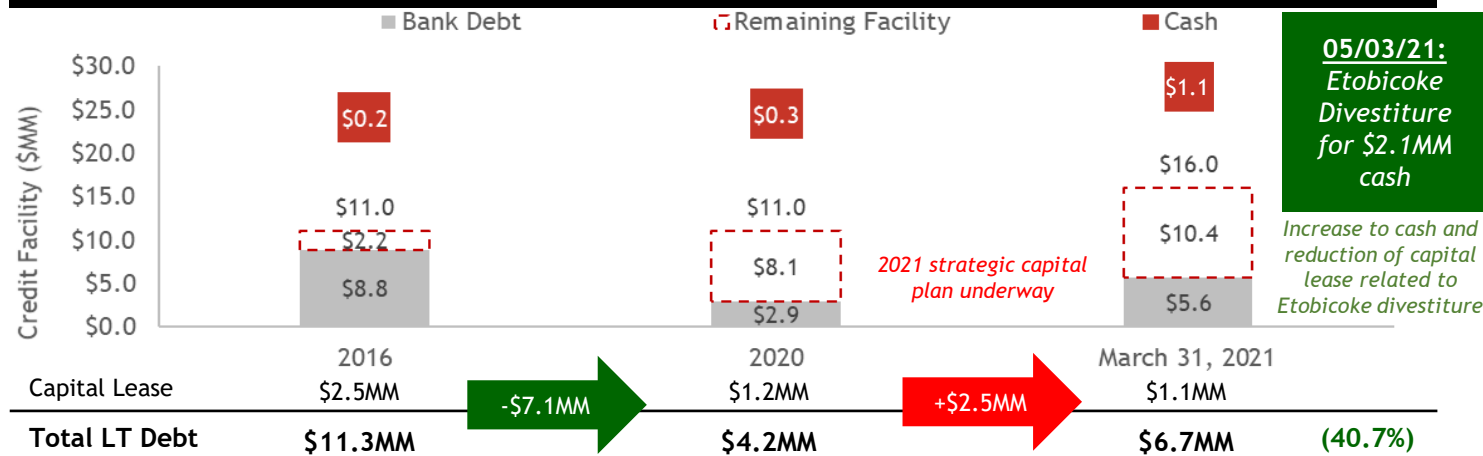 Bank Debt
Remaining Facility
Cash
05/03/21:
Etobicoke
Divestiture
for $2.1MM
cash
Increase to cash and
reduction of capital
lease related to
Etobicoke divestiture
Credit Facility ($MM)
$30.0
$25.0
$20.0
$15.0
$10.0
$5.0
$0.0
$0.2
$11.0
$2.2
$8.8
$0.3
$11.0
$8.1
$2.9
2021 strategic capital
plan underway
$1.1
$16.0
$10.4
$5.6
2016
2020
March 31, 2021
Capital Lease
$2.5MM
-$7.1MM
$1.2MM
+$2.5MM
$1.1MM
Total LT Debt
$11.3MM
$4.2MM
$6.7MM
(40.7%)